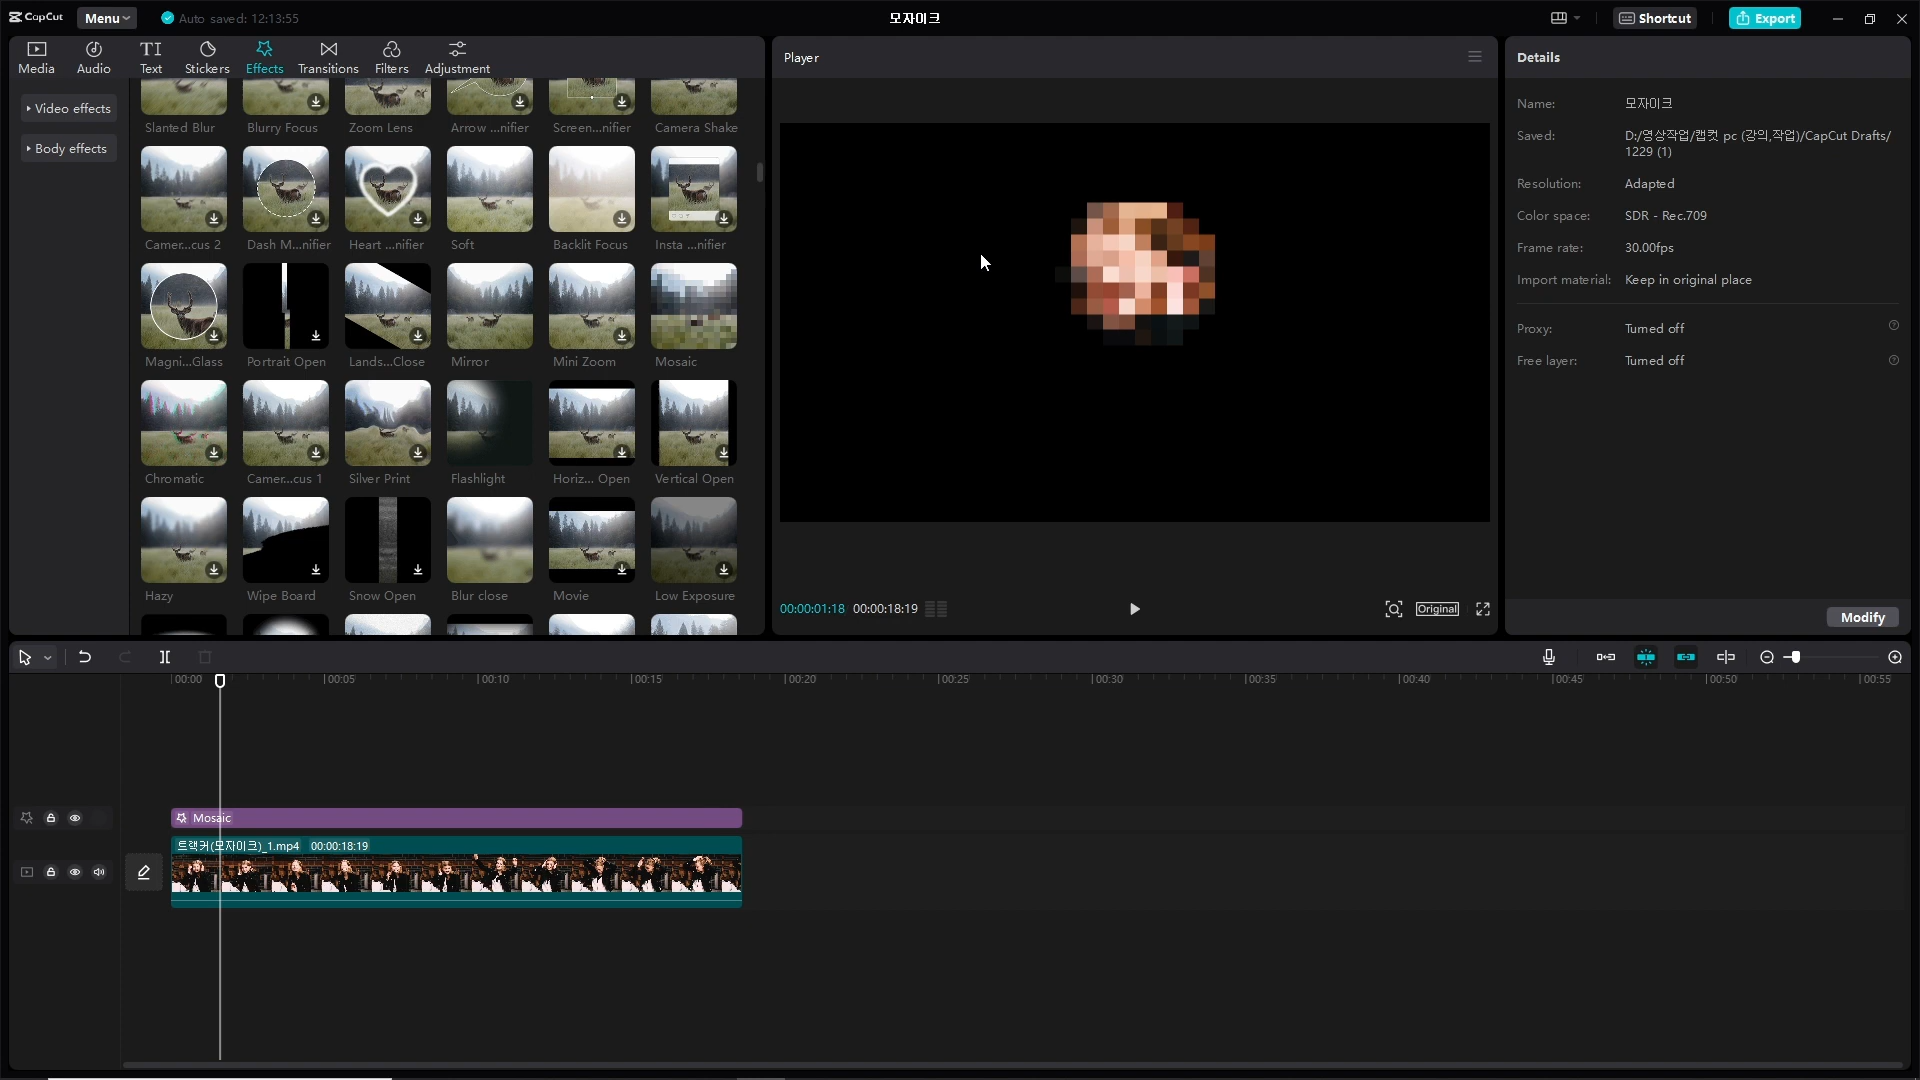 CapCut Menu Auto saved: 12:13:55 모자이크 Shortcut Export
Media Audio Text Stickers Effects Transitions Filters Adjustment
Video effects
Body effects
Slanted Blur Blurry Focus Zoom Lens Arrow ...nifier Screen...nifier Camera Shake
Camer...cus 2 Dash M...nifier Heart ...nifier Soft Backlit Focus Insta ...nifier
Magni...Glass Portrait Open Lands...Close Mirror Mini Zoom Mosaic
Chromatic Camer...cus 1 Silver Print Flashlight Horiz... Open Vertical Open
Hazy Wipe Board Snow Open Blur close Movie Low Exposure
Player
00:00:01:18 00:00:18:19
Original
Details
Name: 모자이크
Saved: D:/영상작업/캡컷 pc (강의,작업)/CapCut Drafts/
1229 (1)
Resolution: Adapted
Color space: SDR - Rec.709
Frame rate: 30.00fps
Import material: Keep in original place
Proxy: Turned off
Free layer: Turned off
Modify
00:00 00:05 00:10 00:15 00:20 00:25 00:30 00:35 00:40 00:45 00:50 00:55
Mosaic
트랙커(모자이크)_1.mp4 00:00:18:19